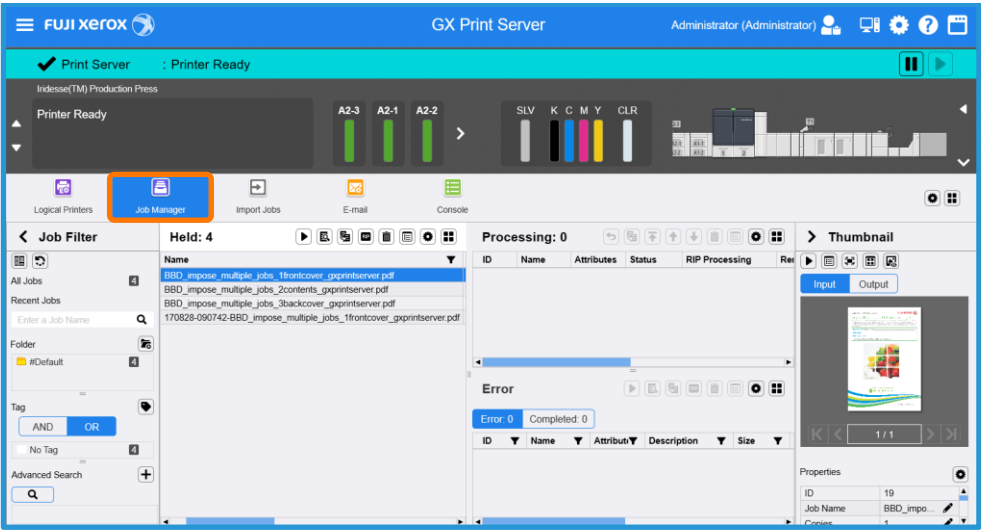 FUJI XEROX
GX Print Server
Administrator (Administrator)
Print Server : Printer Ready
Iridesse(TM) Production Press
Printer Ready
A2-3 A2-1 A2-2
SLV K C M Y CLR
Logical Printers
Job Manager
Import Jobs
E-mail
Console
Job Filter
All Jobs 4
Recent Jobs
Enter a Job Name
Folder
#Default 4
Tag
AND OR
No Tag 4
Advanced Search
Held: 4
Name
BBD_impose_multiple_jobs_1frontcover_gxprintserver.pdf
BBD_impose_multiple_jobs_2contents_gxprintserver.pdf
BBD_impose_multiple_jobs_3backcover_gxprintserver.pdf
170828-090742-BBD_impose_multiple_jobs_1frontcover_gxprintserver.pdf
Processing: 0
ID Name Attributes Status RIP Processing Rei
Error
Error: 0 Completed: 0
ID Name Attribut Description Size
Thumbnail
Input Output
1 / 1
Properties
ID 19
Job Name BBD_impo...
Copies 1